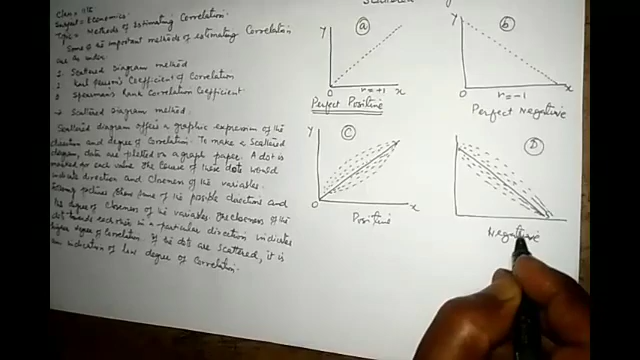 Class = 11th
Subject = Economics
Topic = Methods of Estimating Correlation
Some of the important methods of estimating Correlation
are as under
1. Scattered Diagram method
2. Karl Person's Coefficient of Correlation
3. Spearman's Rank Correlation Coefficient
→ Scattered Diagram method.
Scattered diagram offers a graphic expression of the
direction and degree of Correlation. To make a Scattered
diagram, data are plotted on a graph paper. A dot is
marked for each value. The course of these dots would
indicate direction and closeness of the variables.
Following pictures show some of the possible directions and
the degree of closeness of the variables. The closeness of the
dots towards each other in a particular direction indicates
higher degree of Correlation. If the dots are scattered, it is
an indication of low degree of Correlation.
Scattered
a
Y
O
r = +1
X
Perfect Positive
b
Y
O
r = -1
X
Perfect Negative
C
Y
O
X
Positive
D
Negative